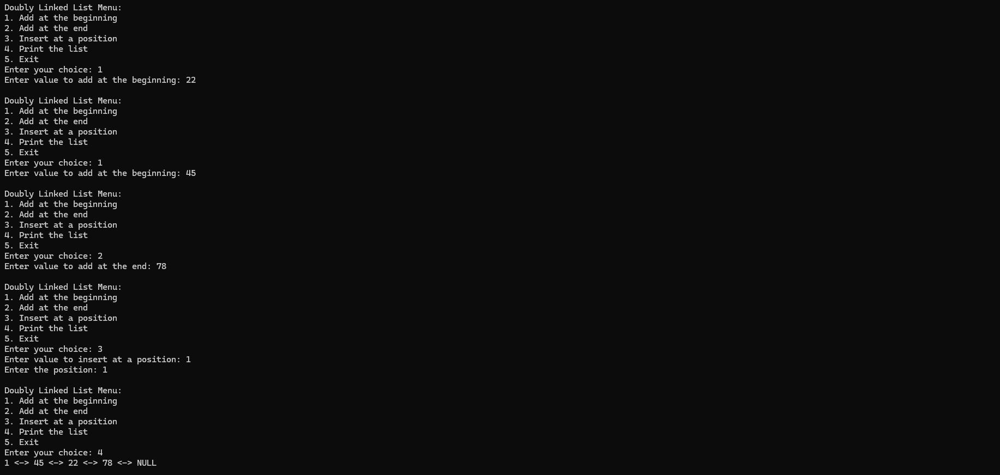 Doubly Linked List Menu:
1. Add at the beginning
2. Add at the end
3. Insert at a position
4. Print the list
5. Exit
Enter your choice: 1
Enter value to add at the beginning: 22
Doubly Linked List Menu:
1. Add at the beginning
2. Add at the end
3. Insert at a position
4. Print the list
5. Exit
Enter your choice: 1
Enter value to add at the beginning: 45
Doubly Linked List Menu:
1. Add at the beginning
2. Add at the end
3. Insert at a position
4. Print the list
5. Exit
Enter your choice: 2
Enter value to add at the end: 78
Doubly Linked List Menu:
1. Add at the beginning
2. Add at the end
3. Insert at a position
4. Print the list
5. Exit
Enter your choice: 3
Enter value to insert at a position: 1
Enter the position: 1
Doubly Linked List Menu:
1. Add at the beginning
2. Add at the end
3. Insert at a position
4. Print the list
5. Exit
Enter your choice: 4
1 <-> 45 <-> 22 <-> 78 <-> NULL